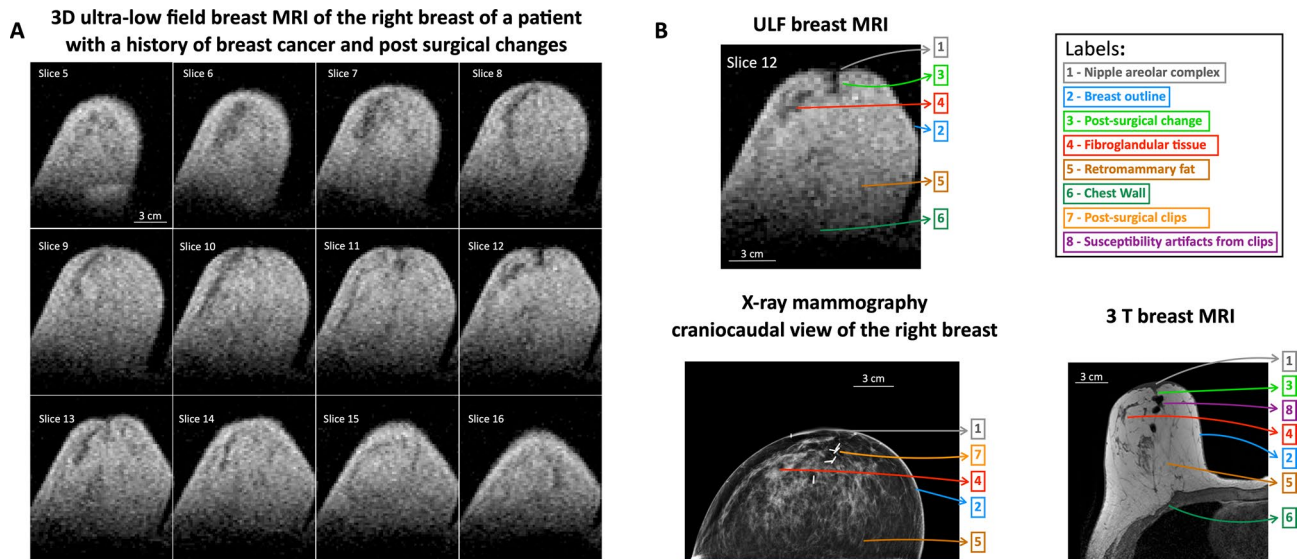 A
3D ultra-low field breast MRI of the right breast of a patient
with a history of breast cancer and post surgical changes
Slice 5
Slice 6
Slice 7
Slice 8
3 cm
Slice 9
Slice 10
Slice 11
Slice 12
Slice 13
Slice 14
Slice 15
Slice 16
B
ULF breast MRI
Slice 12
1
3
4
2
5
6
3 cm
Labels:
1 - Nipple areolar complex
2 - Breast outline
3 - Post-surgical change
4 - Fibroglandular tissue
5 - Retromammary fat
6 - Chest Wall
7 - Post-surgical clips
8 - Susceptibility artifacts from clips
X-ray mammography
craniocaudal view of the right breast
3 cm
1
7
4
2
5
3 T breast MRI
3 cm
1
3
8
4
2
5
6